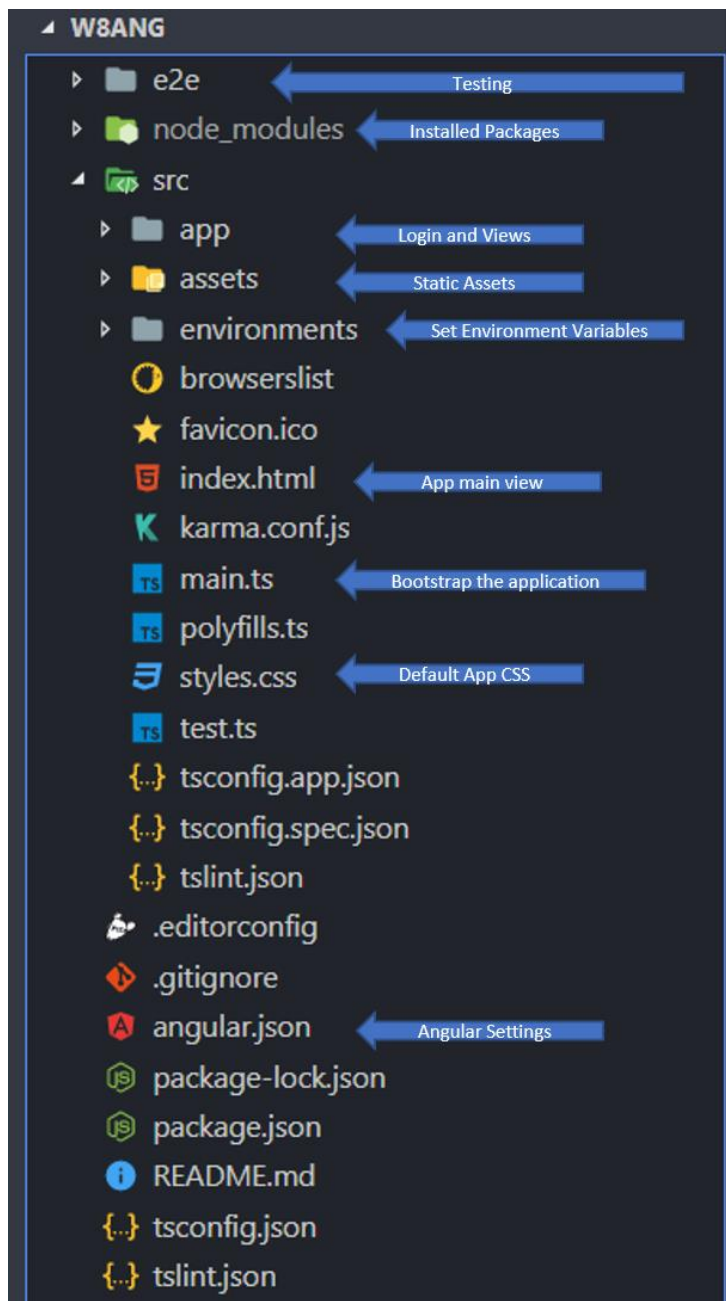 W8ANG
e2e Testing
node_modules Installed Packages
src
app Login and Views
assets Static Assets
environments Set Environment Variables
browserslist
favicon.ico
index.html App main view
karma.conf.js
main.ts Bootstrap the application
polyfills.ts
styles.css Default App CSS
test.ts
{...} tsconfig.app.json
{...} tsconfig.spec.json
{...} tslint.json
.editorconfig
.gitignore
angular.json Angular Settings
package-lock.json
package.json
README.md
{...} tsconfig.json
{...} tslint.json